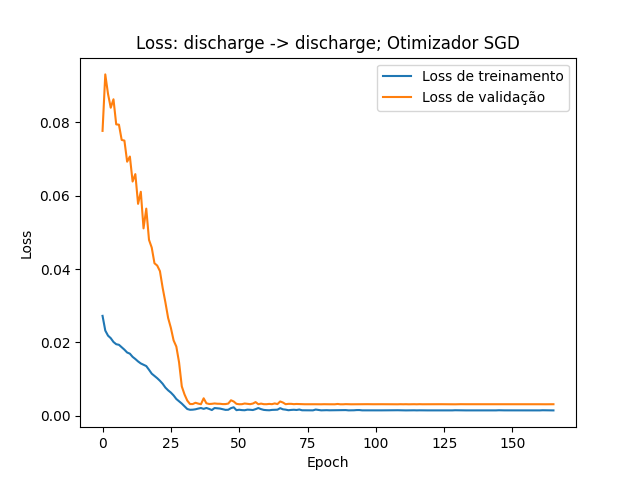 Loss: discharge -> discharge; Otimizador SGD
Loss de treinamento
Loss de validação
0.08
0.06
0.04
0.02
0.00
Loss
0 25 50 75 100 125 150
Epoch